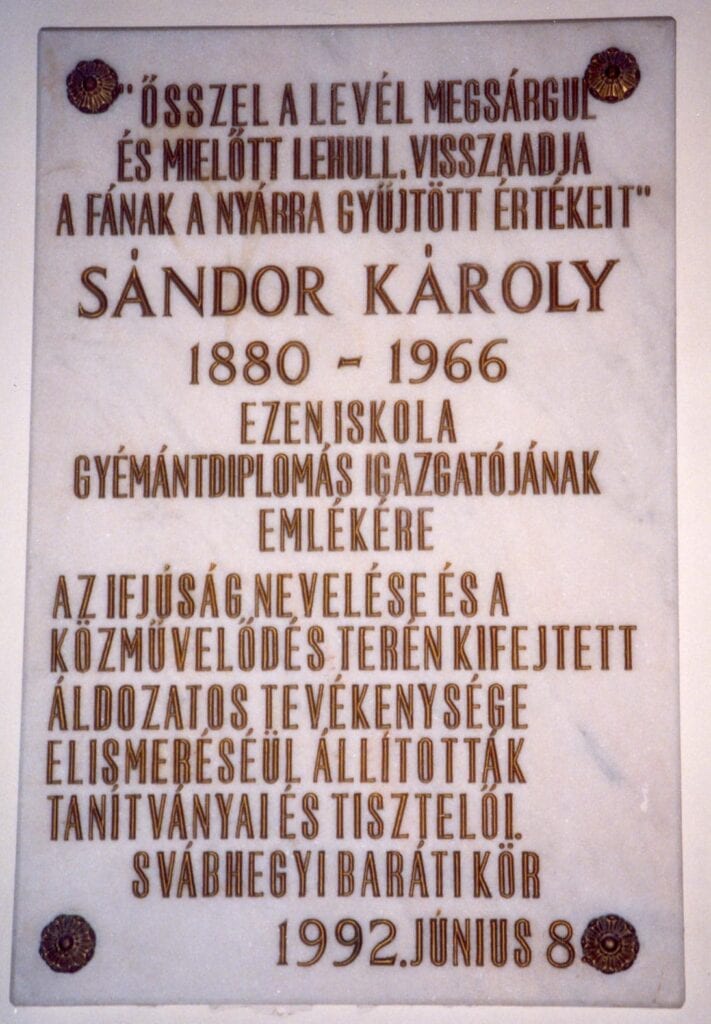 "ŐSSZEL A LEVÉL MEGSÁRGUL
ÉS MIELŐTT LEHULL, VISSZAADJA
A FÁNAK A NYÁRRA GYŰJTÖTT ÉRTÉKEIT"
SÁNDOR KÁROLY
1880 - 1966
EZEN ISKOLA
GYÉMÁNTDIPLOMÁS IGAZGATÓJÁNAK
EMLÉKÉRE
AZ IFJÚSÁG NEVELÉSE ÉS A
KÖZMŰVELŐDÉS TERÉN KIFEJTETT
ÁLDOZATOS TEVÉKENYSÉGE
ELISMERÉSÉÜL ÁLLÍTOTTÁK
TANÍTVÁNYAI ÉS TISZTELŐI.
SVÁBHEGYI BARÁTI KÖR
1992. JÚNIUS 8